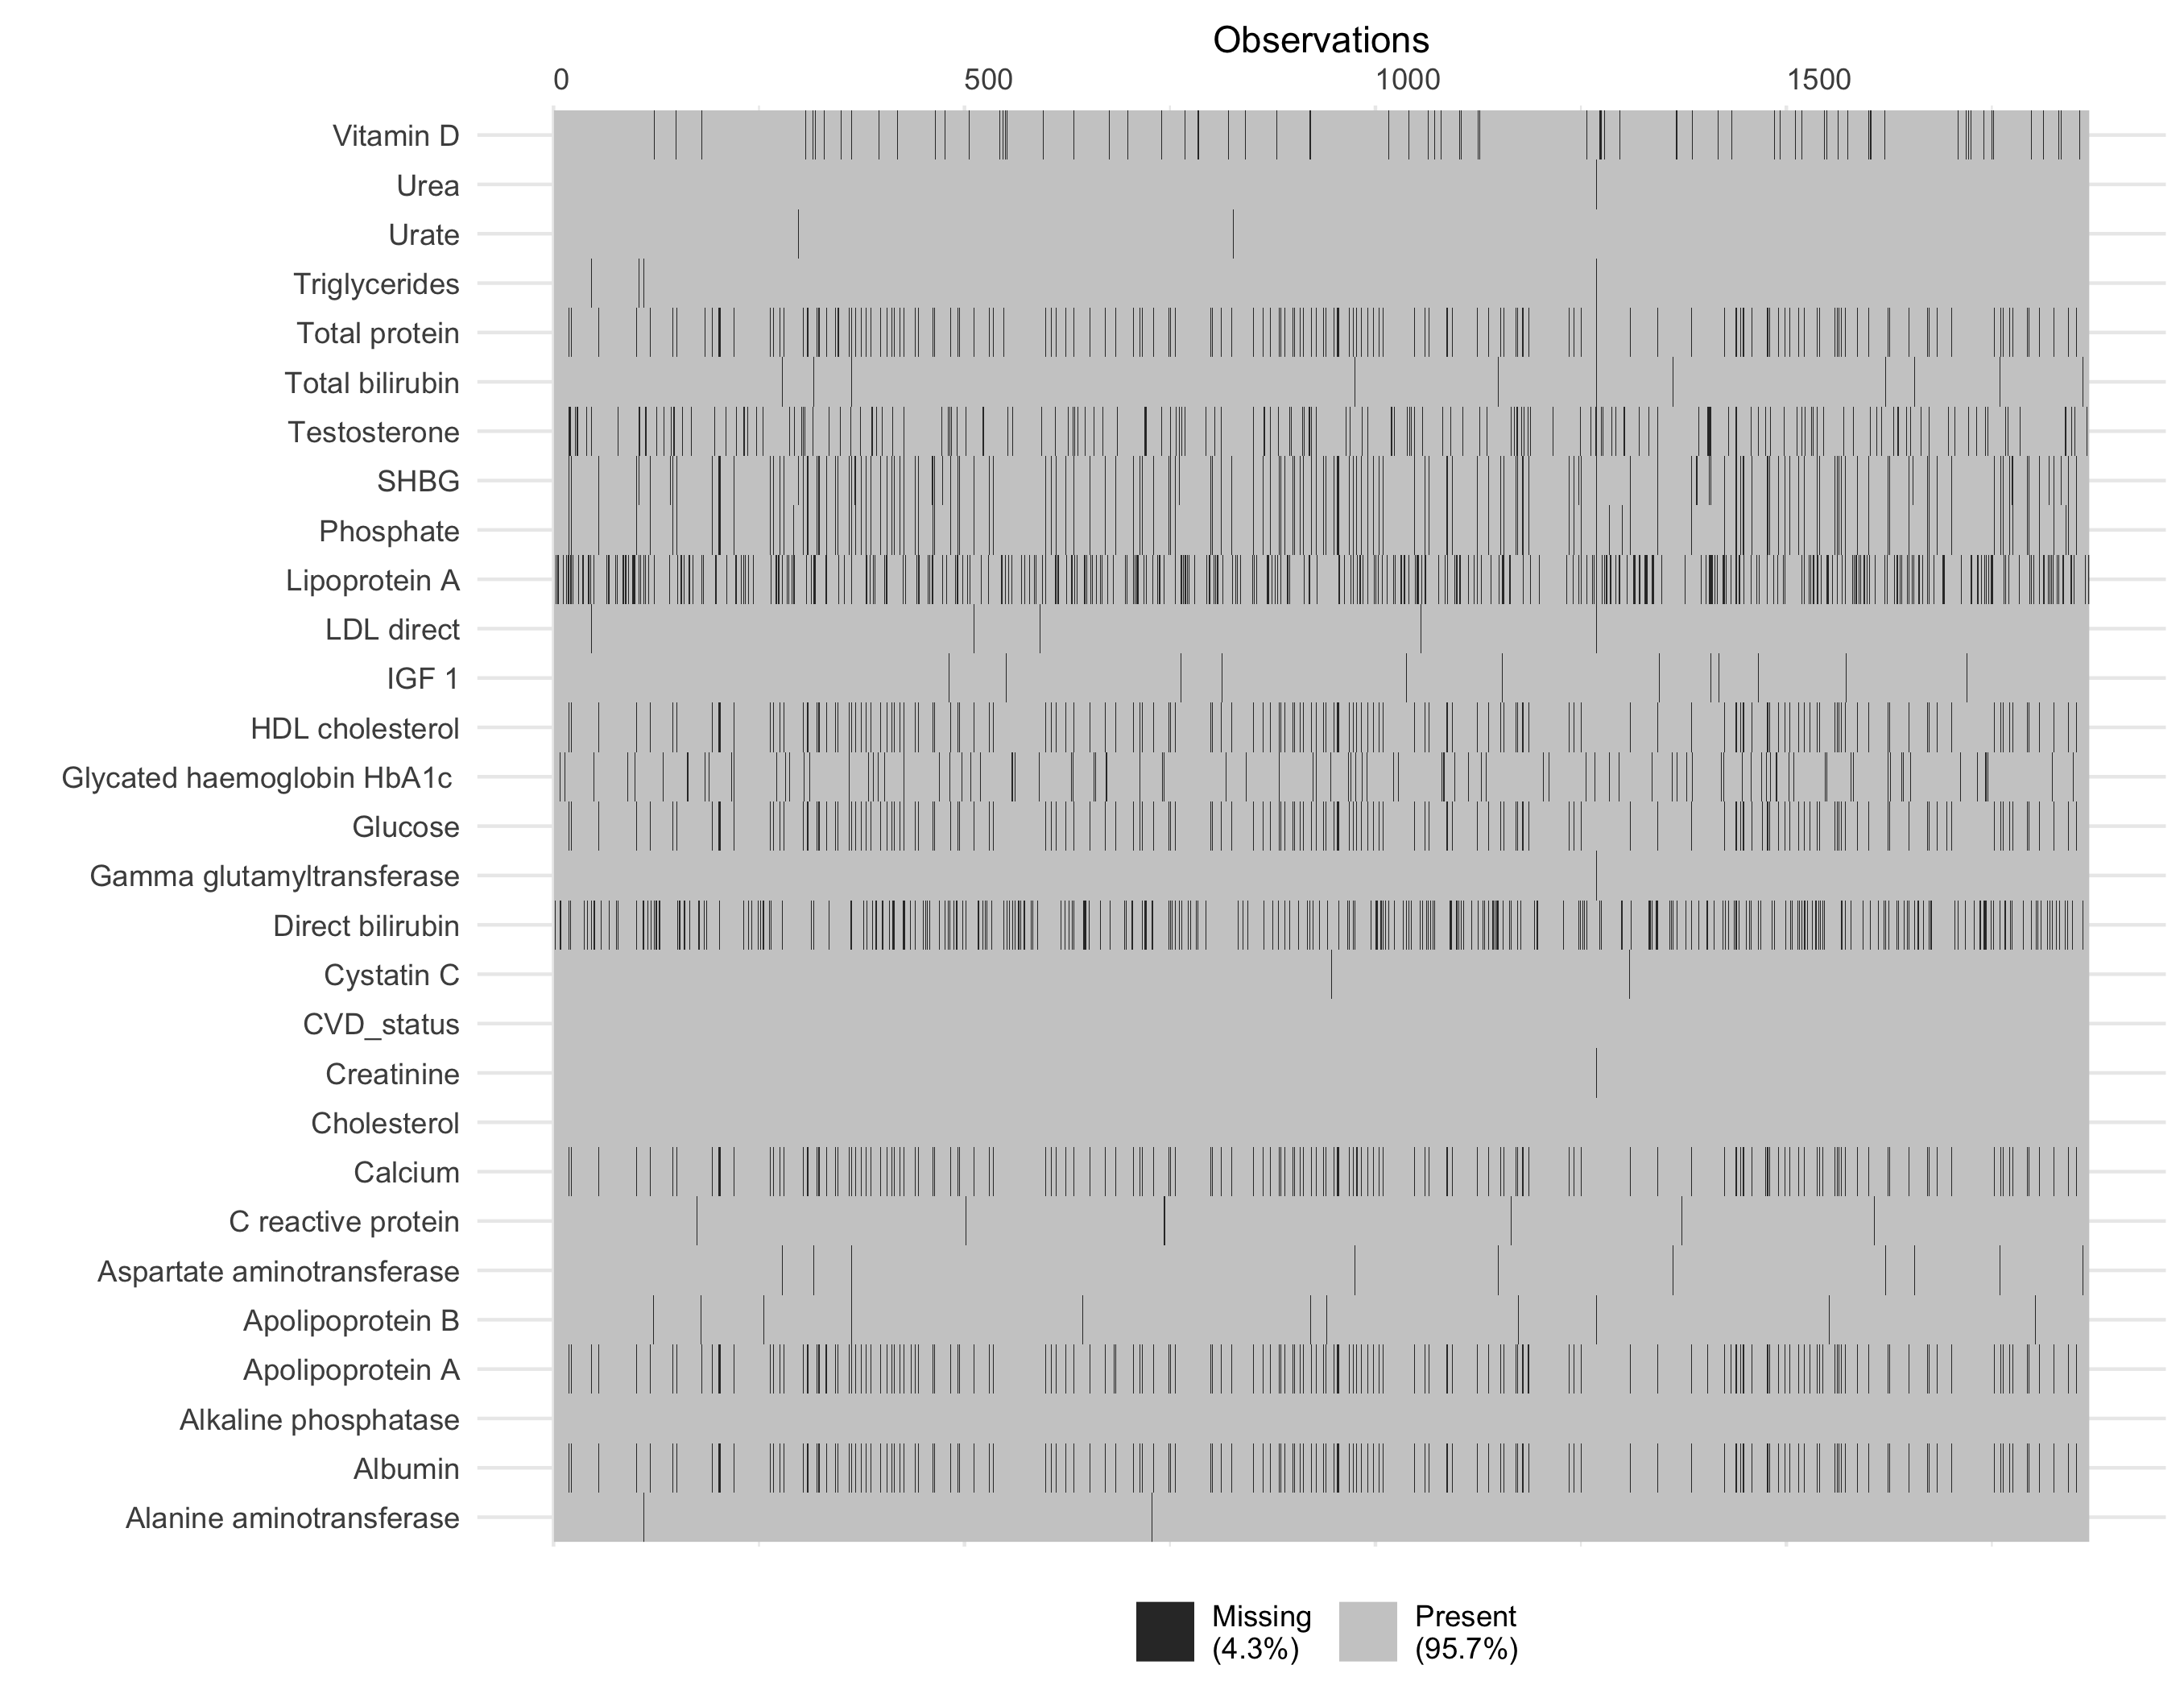 Observations
0 500 1000 1500
Vitamin D
Urea
Urate
Triglycerides
Total protein
Total bilirubin
Testosterone
SHBG
Phosphate
Lipoprotein A
LDL direct
IGF 1
HDL cholesterol
Glycated haemoglobin HbA1c
Glucose
Gamma glutamyltransferase
Direct bilirubin
Cystatin C
CVD_status
Creatinine
Cholesterol
Calcium
C reactive protein
Aspartate aminotransferase
Apolipoprotein B
Apolipoprotein A
Alkaline phosphatase
Albumin
Alanine aminotransferase
Missing
(4.3%)
Present
(95.7%)